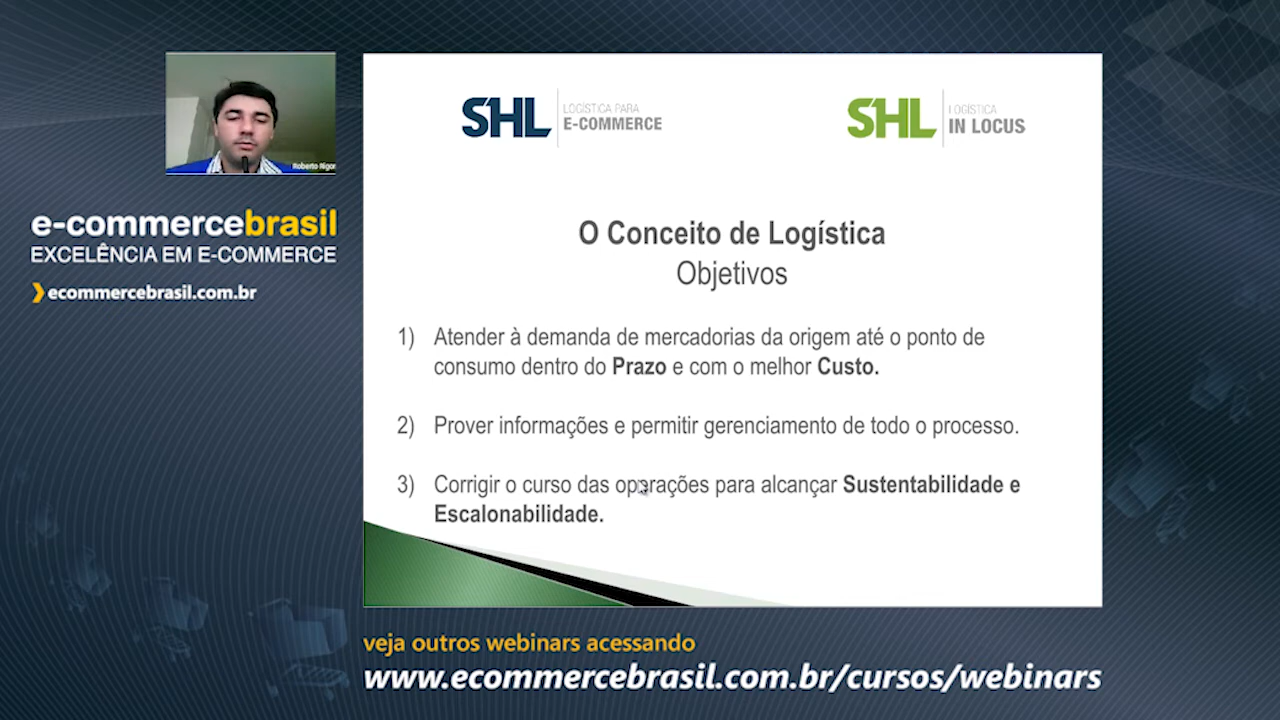 Roberto Rigon
e-commercebrasil
EXCELÊNCIA EM E-COMMERCE
ecommercebrasil.com.br
SHL LOGÍSTICA PARA E-COMMERCE
SHL LOGÍSTICA IN LOCUS
O Conceito de Logística
Objetivos
1) Atender à demanda de mercadorias da origem até o ponto de
consumo dentro do Prazo e com o melhor Custo.
2) Prover informações e permitir gerenciamento de todo o processo.
3) Corrigir o curso das operações para alcançar Sustentabilidade e
Escalonabilidade.
veja outros webinars acessando
www.ecommercebrasil.com.br/cursos/webinars